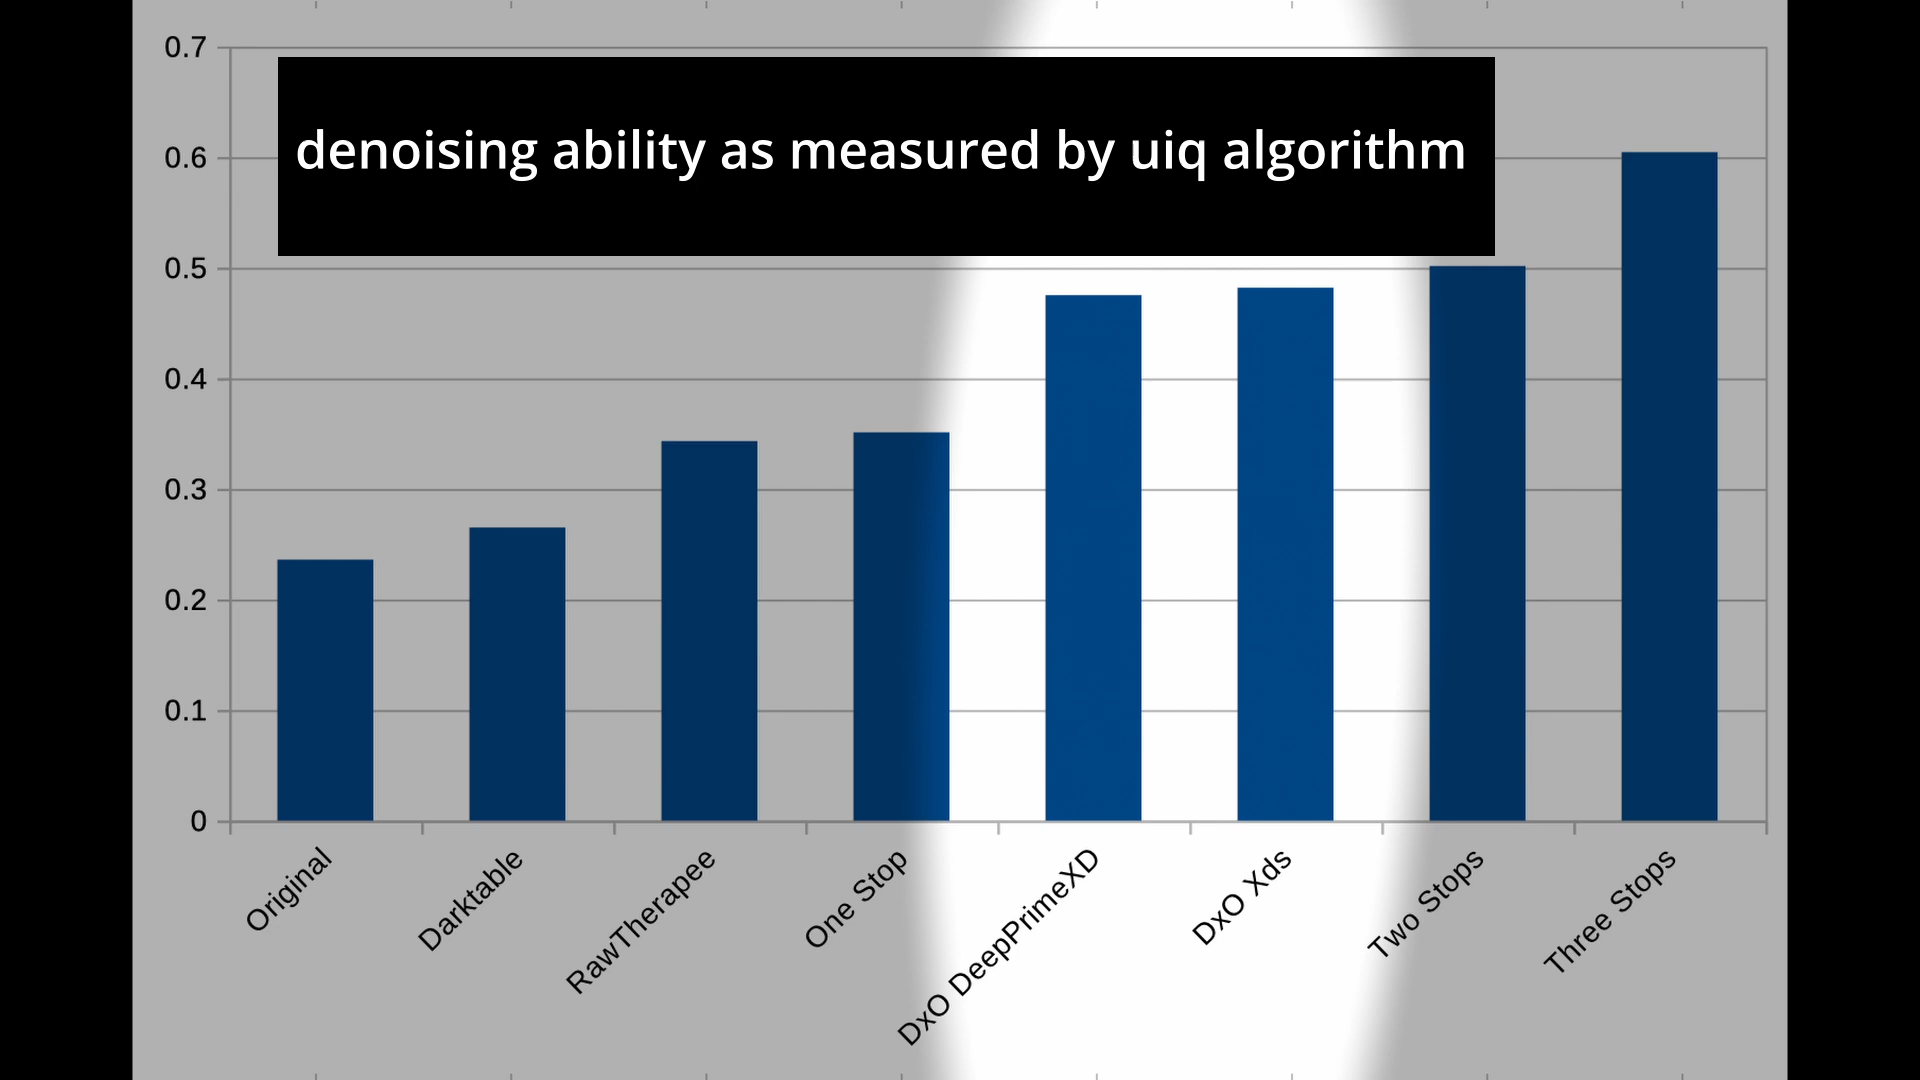 denoising ability as measured by uiq algorithm
0.7
0.6
0.5
0.4
0.3
0.2
0.1
0
Original
Darktable
RawTherapee
One Stop
DxO DeepPrimeXD
DxO Xds
Two Stops
Three Stops